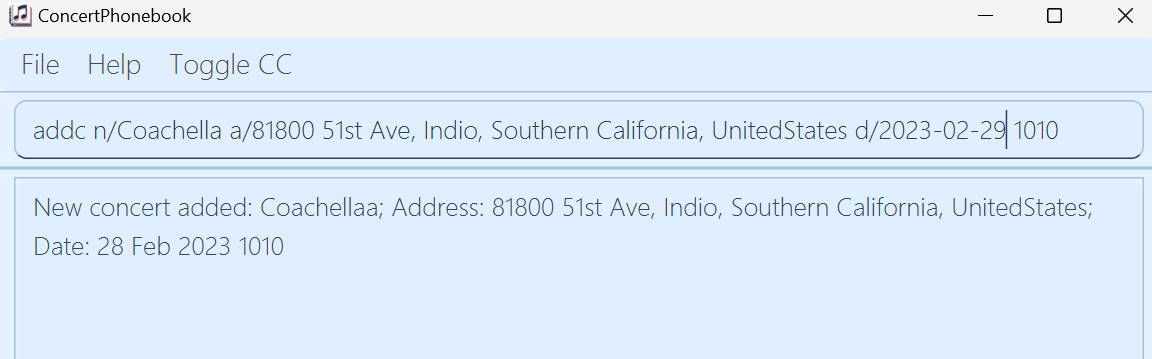 ConcertPhonebook
File Help Toggle CC
addc n/Coachella a/81800 51st Ave, Indio, Southern California, UnitedStates d/2023-02-29 1010
New concert added: Coachellaa; Address: 81800 51st Ave, Indio, Southern California, UnitedStates;
Date: 28 Feb 2023 1010